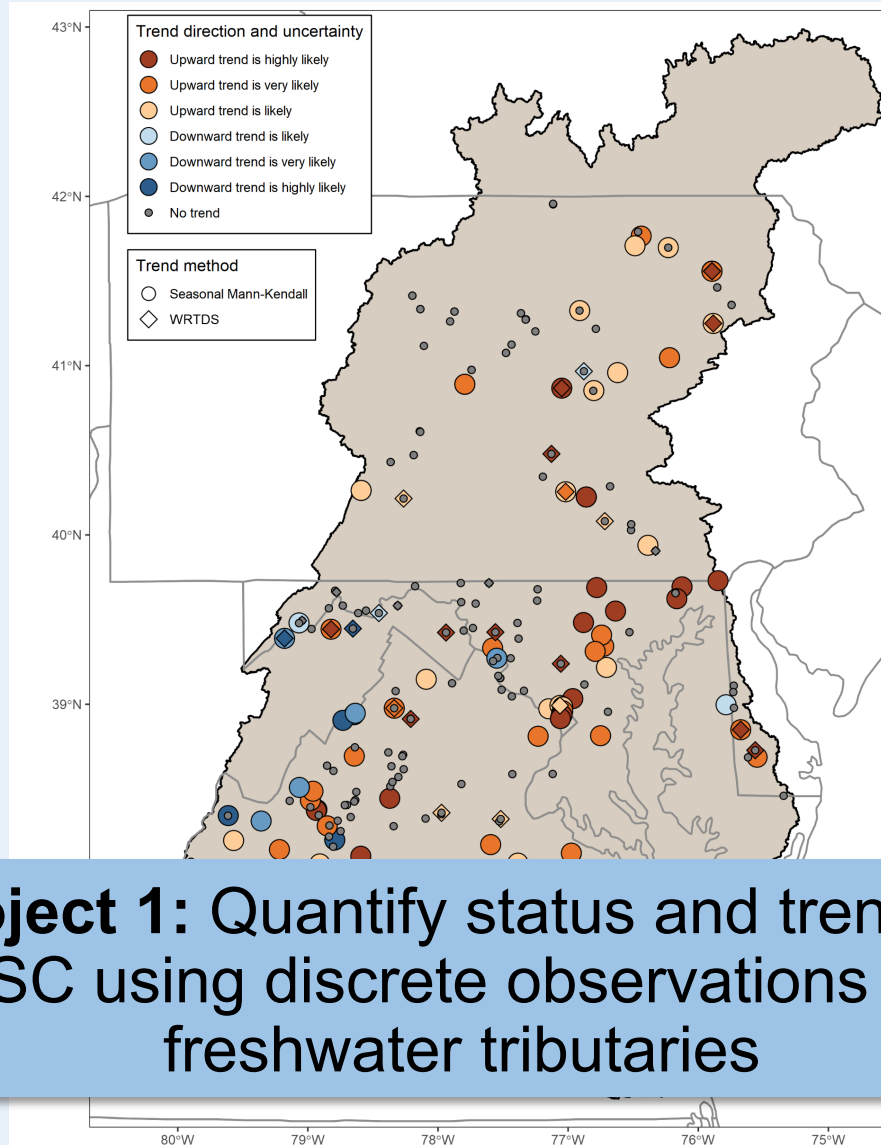 43°N
Trend direction and uncertainty
Upward trend is highly likely
Upward trend is very likely
Upward trend is likely
Downward trend is likely
Downward trend is very likely
Downward trend is highly likely
No trend
42°N
Trend method
Seasonal Mann-Kendall
WRTDS
41°N
40°N
39°N
ject 1: Quantify status and tren
SC using discrete observations
freshwater tributaries
80°W 79°W 78°W 77°W 76°W 75°W